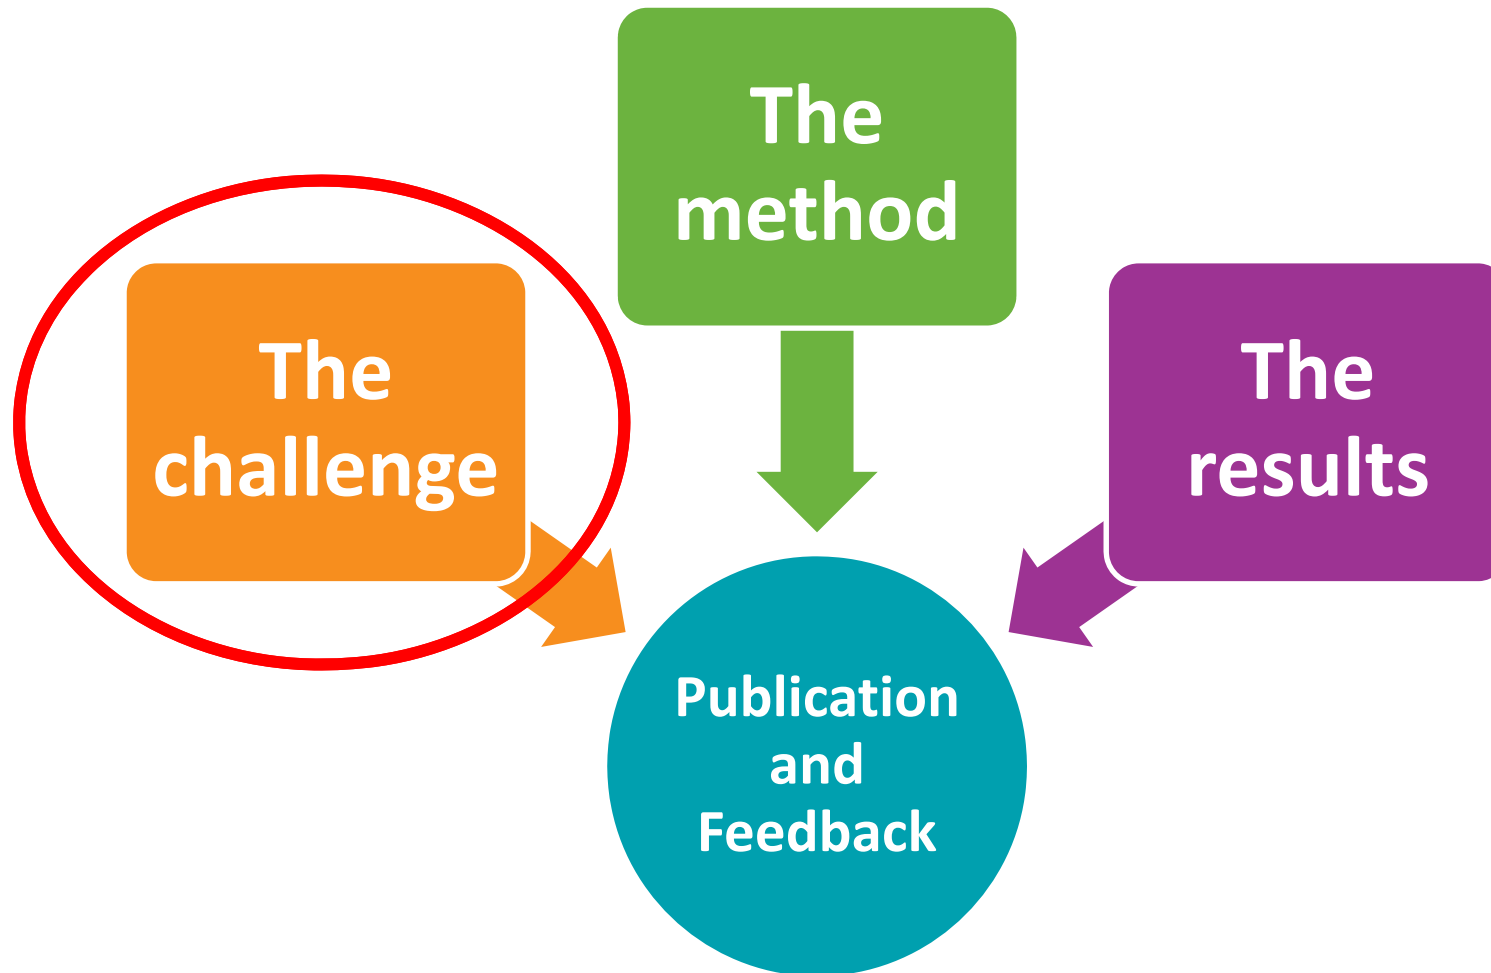 The
method
The
challenge
The
results
Publication
and
Feedback